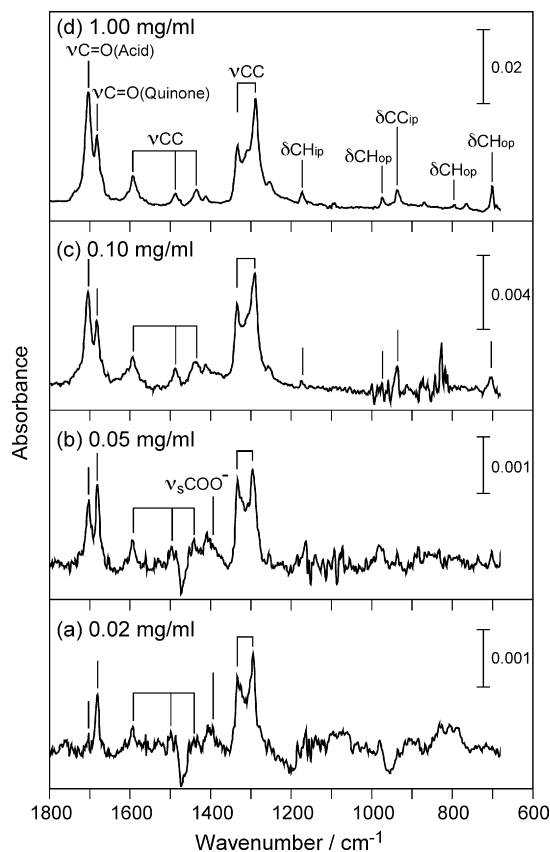 (d) 1.00 mg/ml
νC=O(Acid)
νC=O(Quinone)
νCC
νCC
δCHip
δCHop
δCCip
δCHop
δCHop
0.02
(c) 0.10 mg/ml
0.004
(b) 0.05 mg/ml
νsCOO⁻
0.001
(a) 0.02 mg/ml
0.001
Absorbance
1800 1600 1400 1200 1000 800 600
Wavenumber / cm⁻¹